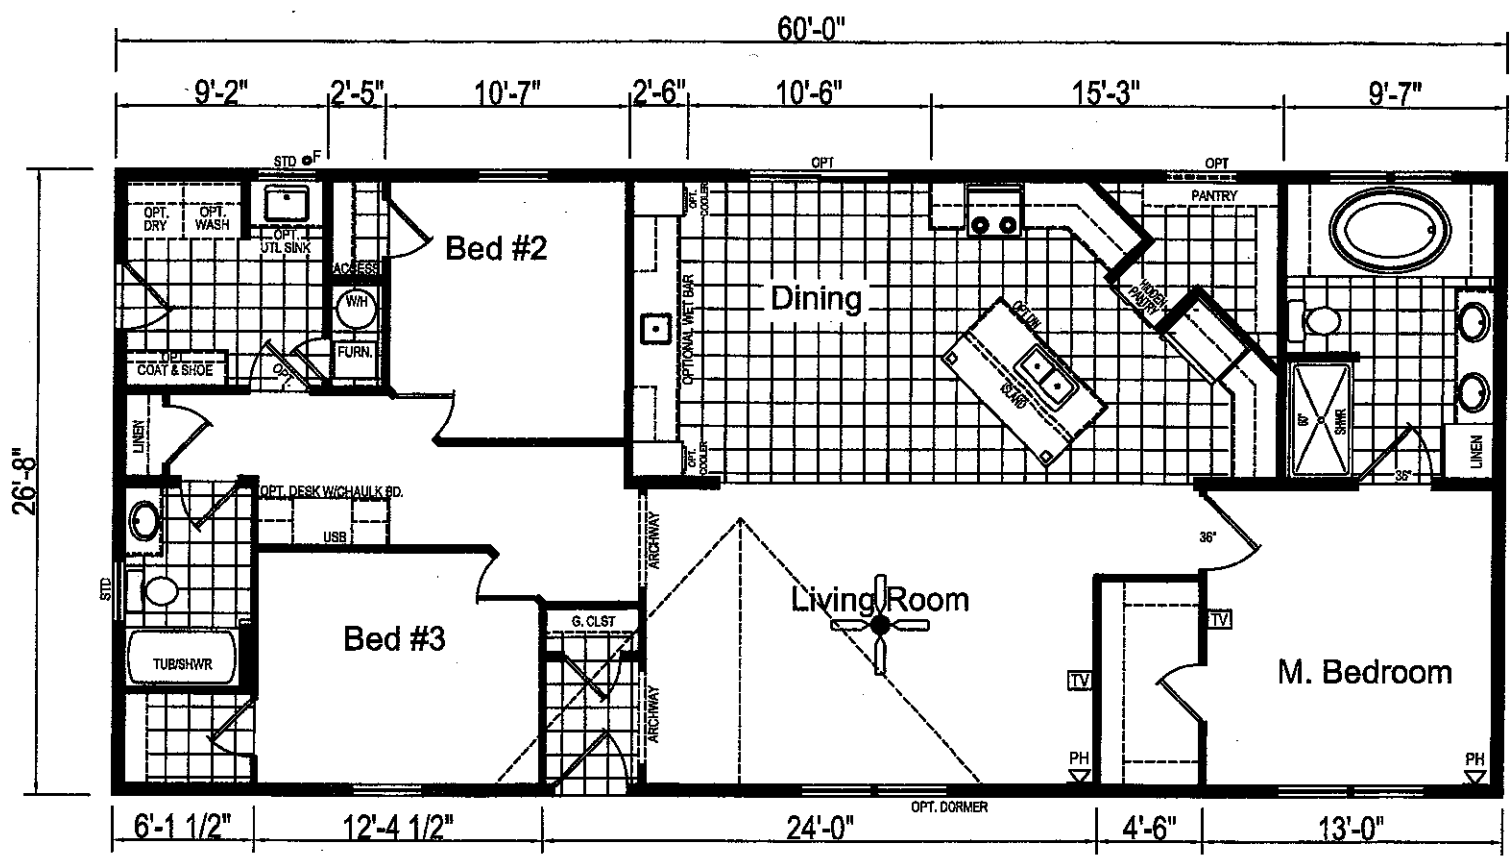 60'-0"
9'-2" 2'-5" 10'-7" 2'-6" 10'-6" 15'-3" 9'-7"
STD F
OPT
OPT
OPT. DRY
OPT. WASH
OPT. UTL SINK
ACCESS
W/H
FURN.
OPT. COAT & SHOE
OPT.
Bed #2
OPT. COOLER
OPTIONAL WET BAR
OPT. COOLER
Dining
OPT DW
ISLAND
HIDDEN PANTRY
PANTRY
60" SHWR
36"
LINEN
26'-8"
LINEN
OPT. DESK W/CHAULK BD.
USB
STD
TUB/SHWR
Bed #3
G. CLST
ARCHWAY
ARCHWAY
Living Room
TV
PH
36"
TV
M. Bedroom
PH
OPT. DORMER
6'-1 1/2" 12'-4 1/2" 24'-0" 4'-6" 13'-0"